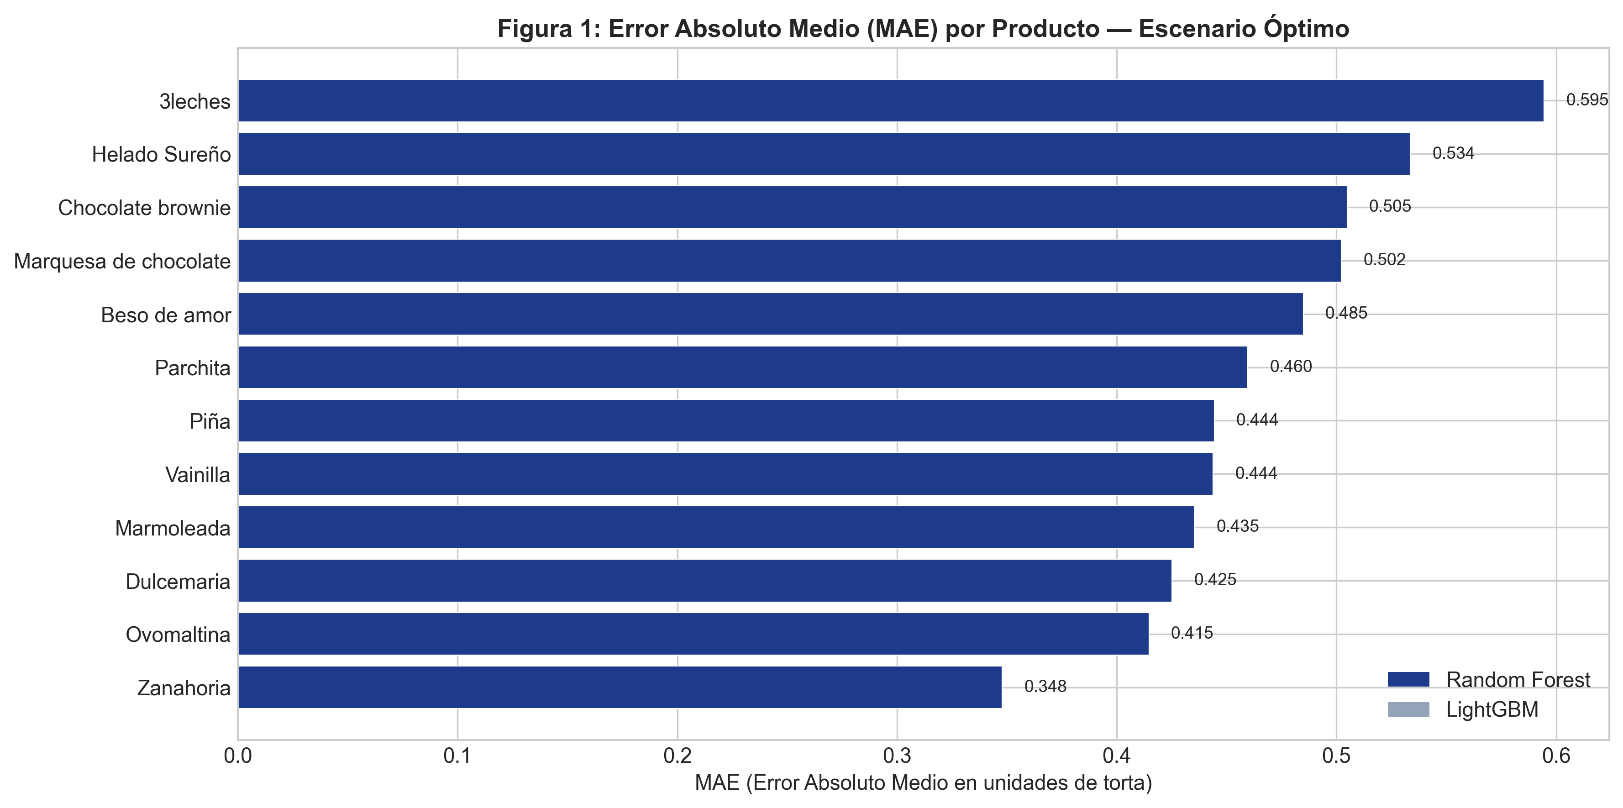 Figura 1: Error Absoluto Medio (MAE) por Producto — Escenario Óptimo
3leches 0.595
Helado Sureño 0.534
Chocolate brownie 0.505
Marquesa de chocolate 0.502
Beso de amor 0.485
Parchita 0.460
Piña 0.444
Vainilla 0.444
Marmoleada 0.435
Dulcemaria 0.425
Ovomaltina 0.415
Zanahoria 0.348
Random Forest
LightGBM
0.0 0.1 0.2 0.3 0.4 0.5 0.6
MAE (Error Absoluto Medio en unidades de torta)